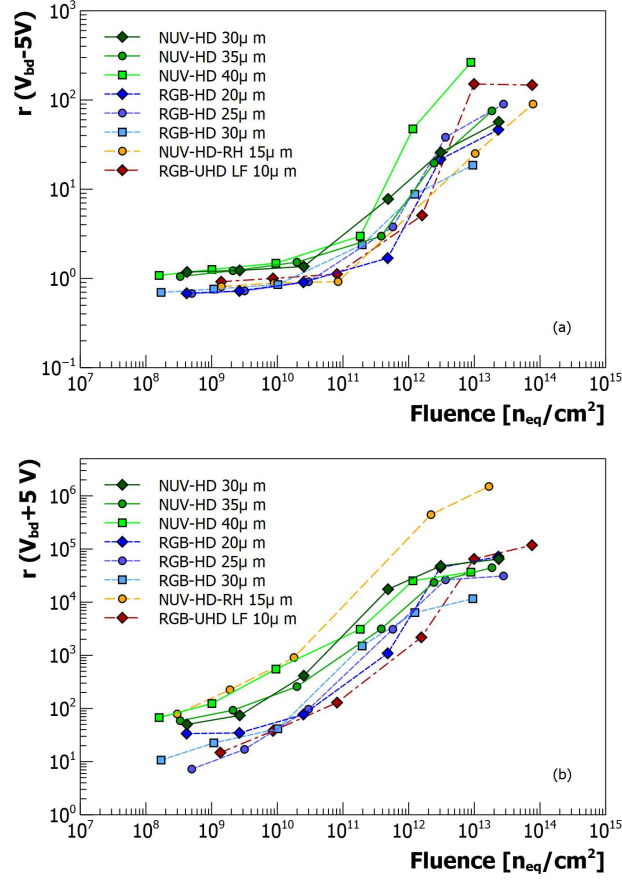 r (V_bd-5V)
10³
10²
10¹
10⁰
10⁻¹
NUV-HD 30μ m
NUV-HD 35μ m
NUV-HD 40μ m
RGB-HD 20μ m
RGB-HD 25μ m
RGB-HD 30μ m
NUV-HD-RH 15μ m
RGB-UHD LF 10μ m
(a)
10⁷ 10⁸ 10⁹ 10¹⁰ 10¹¹ 10¹² 10¹³ 10¹⁴ 10¹⁵
Fluence [n_eq/cm²]
r (V_bd+5 V)
10⁶
10⁵
10⁴
10³
10²
10¹
10⁰
NUV-HD 30μ m
NUV-HD 35μ m
NUV-HD 40μ m
RGB-HD 20μ m
RGB-HD 25μ m
RGB-HD 30μ m
NUV-HD-RH 15μ m
RGB-UHD LF 10μ m
(b)
10⁷ 10⁸ 10⁹ 10¹⁰ 10¹¹ 10¹² 10¹³ 10¹⁴ 10¹⁵
Fluence [n_eq/cm²]